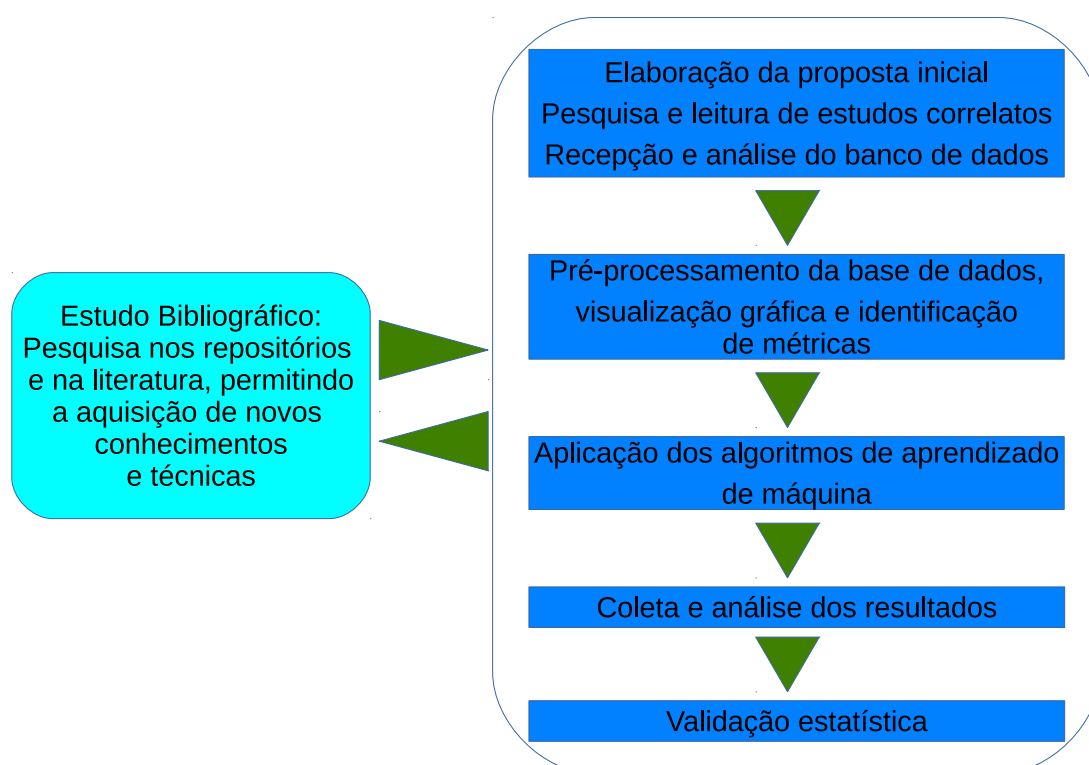 Estudo Bibliográfico:
Pesquisa nos repositórios
e na literatura, permitindo
a aquisição de novos
conhecimentos
e técnicas
Elaboração da proposta inicial
Pesquisa e leitura de estudos correlatos
Recepção e análise do banco de dados
Pré-processamento da base de dados,
visualização gráfica e identificação
de métricas
Aplicação dos algoritmos de aprendizado
de máquina
Coleta e análise dos resultados
Validação estatística